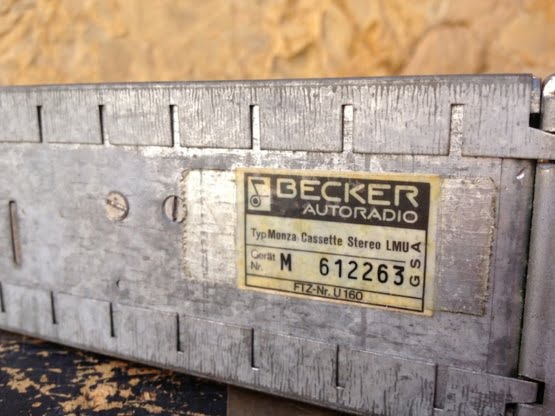 BECKER
AUTORADIO
Typ Monza Cassette Stereo LMU
Gerät
Nr. M 612263
GSA
FTZ-Nr. U 160